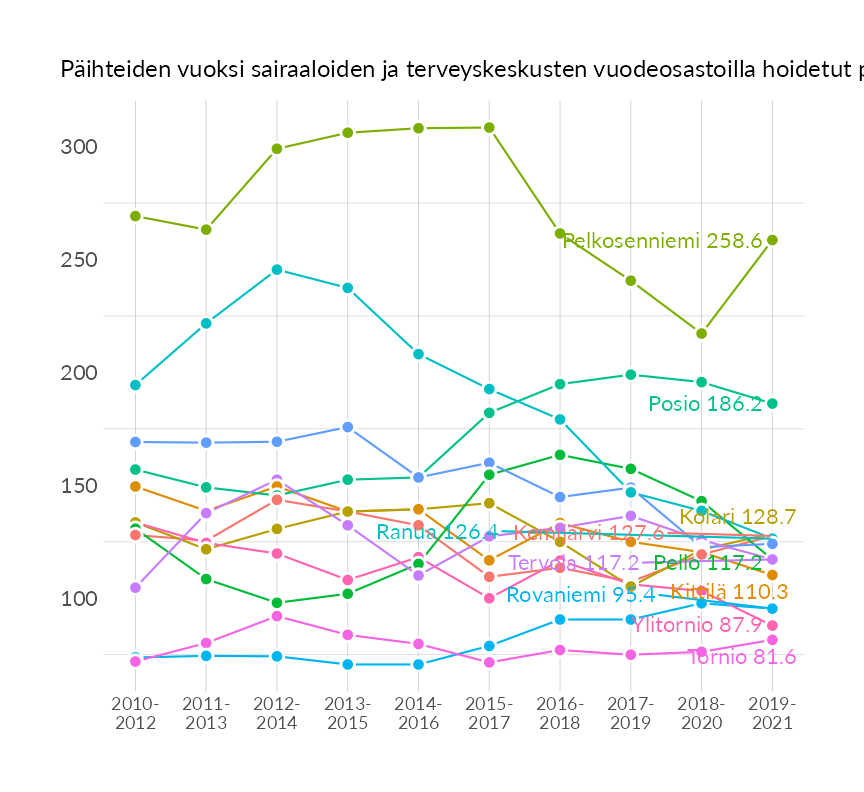 Päihteiden vuoksi sairaaloiden ja terveyskeskusten vuodeosastoilla hoidetut
300
250
200
150
100
Pelkosenniemi 258.6
Posio 186.2
Kolari 128.7
Ranua 126.4
Kemijärvi 127.6
Tervola 117.2
Pello 117.2
Rovaniemi 95.4
Kittilä 110.3
Ylitornio 87.9
Tornio 81.6
2010-2012
2011-2013
2012-2014
2013-2015
2014-2016
2015-2017
2016-2018
2017-2019
2018-2020
2019-2021